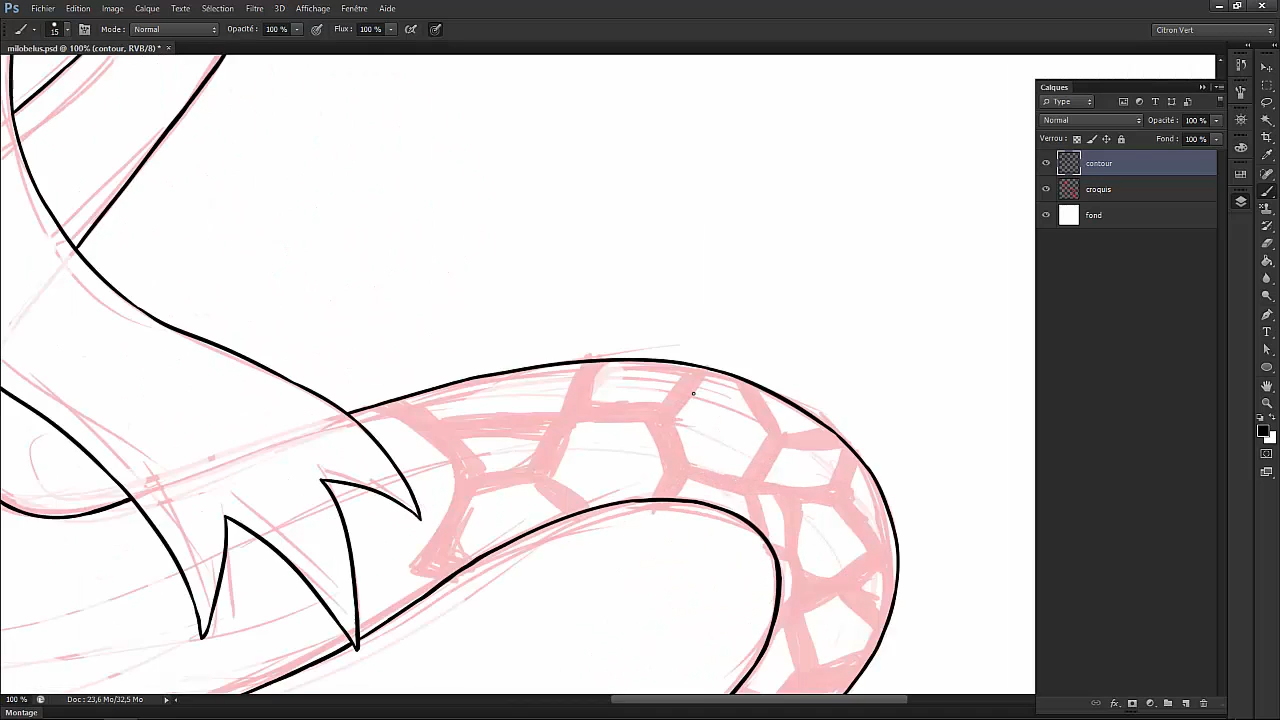 Ps Fichier Edition Image Calque Texte Sélection Filtre 3D Affichage Fenêtre Aide
15 Mode : Normal Opacité : 100 % Flux : 100 % Citron Vert
milobelus.psd @ 100% (contour, RVB/8) * ×
Calques
Type
Normal Opacité : 100 %
Verrou : Fond : 100 %
contour
croquis
fond
100 % Doc : 23,6 Mo/32,5 Mo
fx
Montage